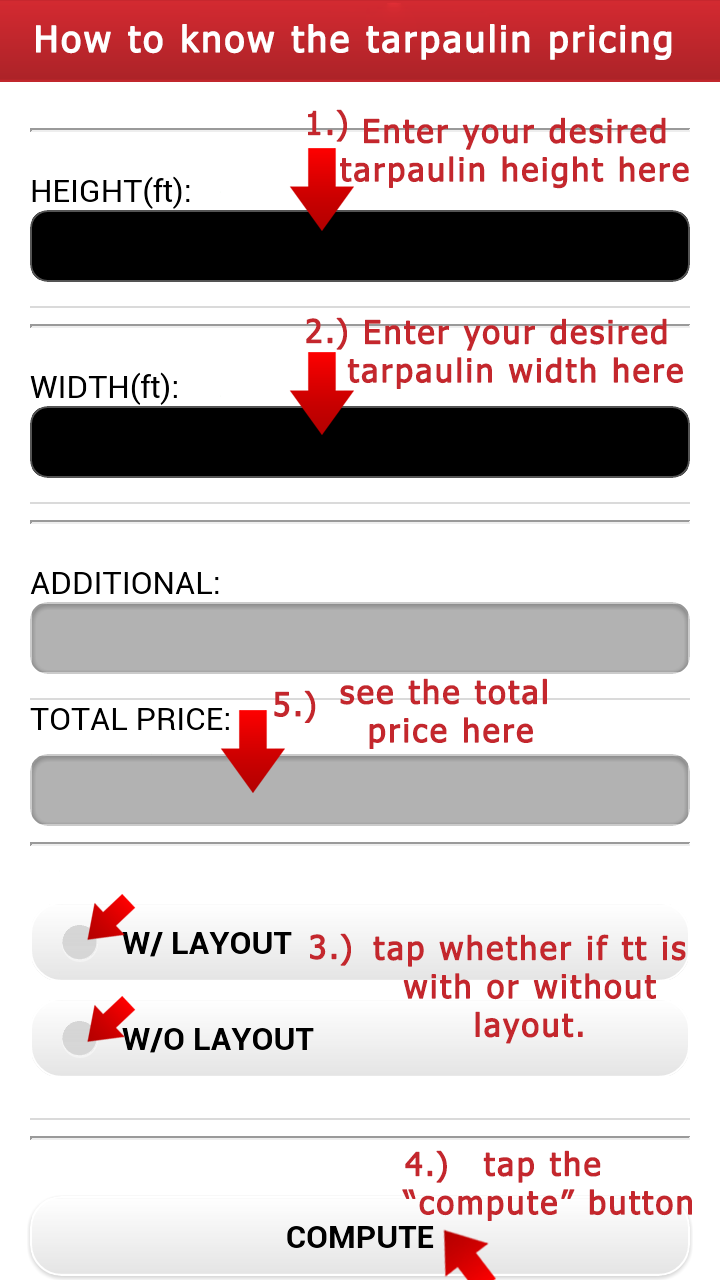 How to know the tarpaulin pricing
1.) Enter your desired
tarpaulin height here
HEIGHT(ft):
2.) Enter your desired
tarpaulin width here
WIDTH(ft):
ADDITIONAL:
5.) see the total
price here
TOTAL PRICE:
W/ LAYOUT
3.) tap whether if tt is
with or without
layout.
W/O LAYOUT
4.) tap the
“compute” button
COMPUTE